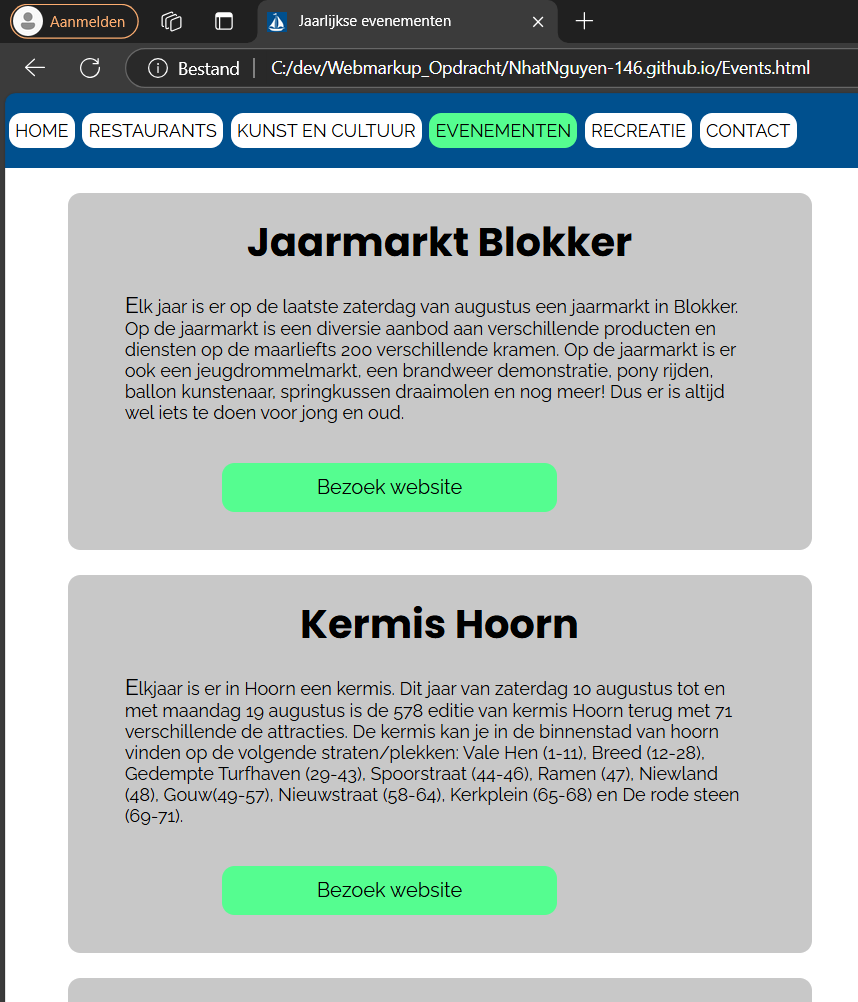 Aanmelden
Jaarlijkse evenementen
Bestand
C:/dev/Webmarkup_Opdracht/NhatNguyen-146.github.io/Events.html
HOME RESTAURANTS KUNST EN CULTUUR EVENEMENTEN RECREATIE CONTACT
Jaarmarkt Blokker
Elk jaar is er op de laatste zaterdag van augustus een jaarmarkt in Blokker.
Op de jaarmarkt is een diversie aanbod aan verschillende producten en
diensten op de maarliefts 200 verschillende kramen. Op de jaarmarkt is er
ook een jeugdrommelmarkt, een brandweer demonstratie, pony rijden,
ballon kunstenaar, springkussen draaimolen en nog meer! Dus er is altijd
wel iets te doen voor jong en oud.
Bezoek website
Kermis Hoorn
Elkjaar is er in Hoorn een kermis. Dit jaar van zaterdag 10 augustus tot en
met maandag 19 augustus is de 578 editie van kermis Hoorn terug met 71
verschillende de attracties. De kermis kan je in de binnenstad van hoorn
vinden op de volgende straten/plekken: Vale Hen (1-11), Breed (12-28),
Gedempte Turfhaven (29-43), Spoorstraat (44-46), Ramen (47), Niewland
(48), Gouw(49-57), Nieuwstraat (58-64), Kerkplein (65-68) en De rode steen
(69-71).
Bezoek website